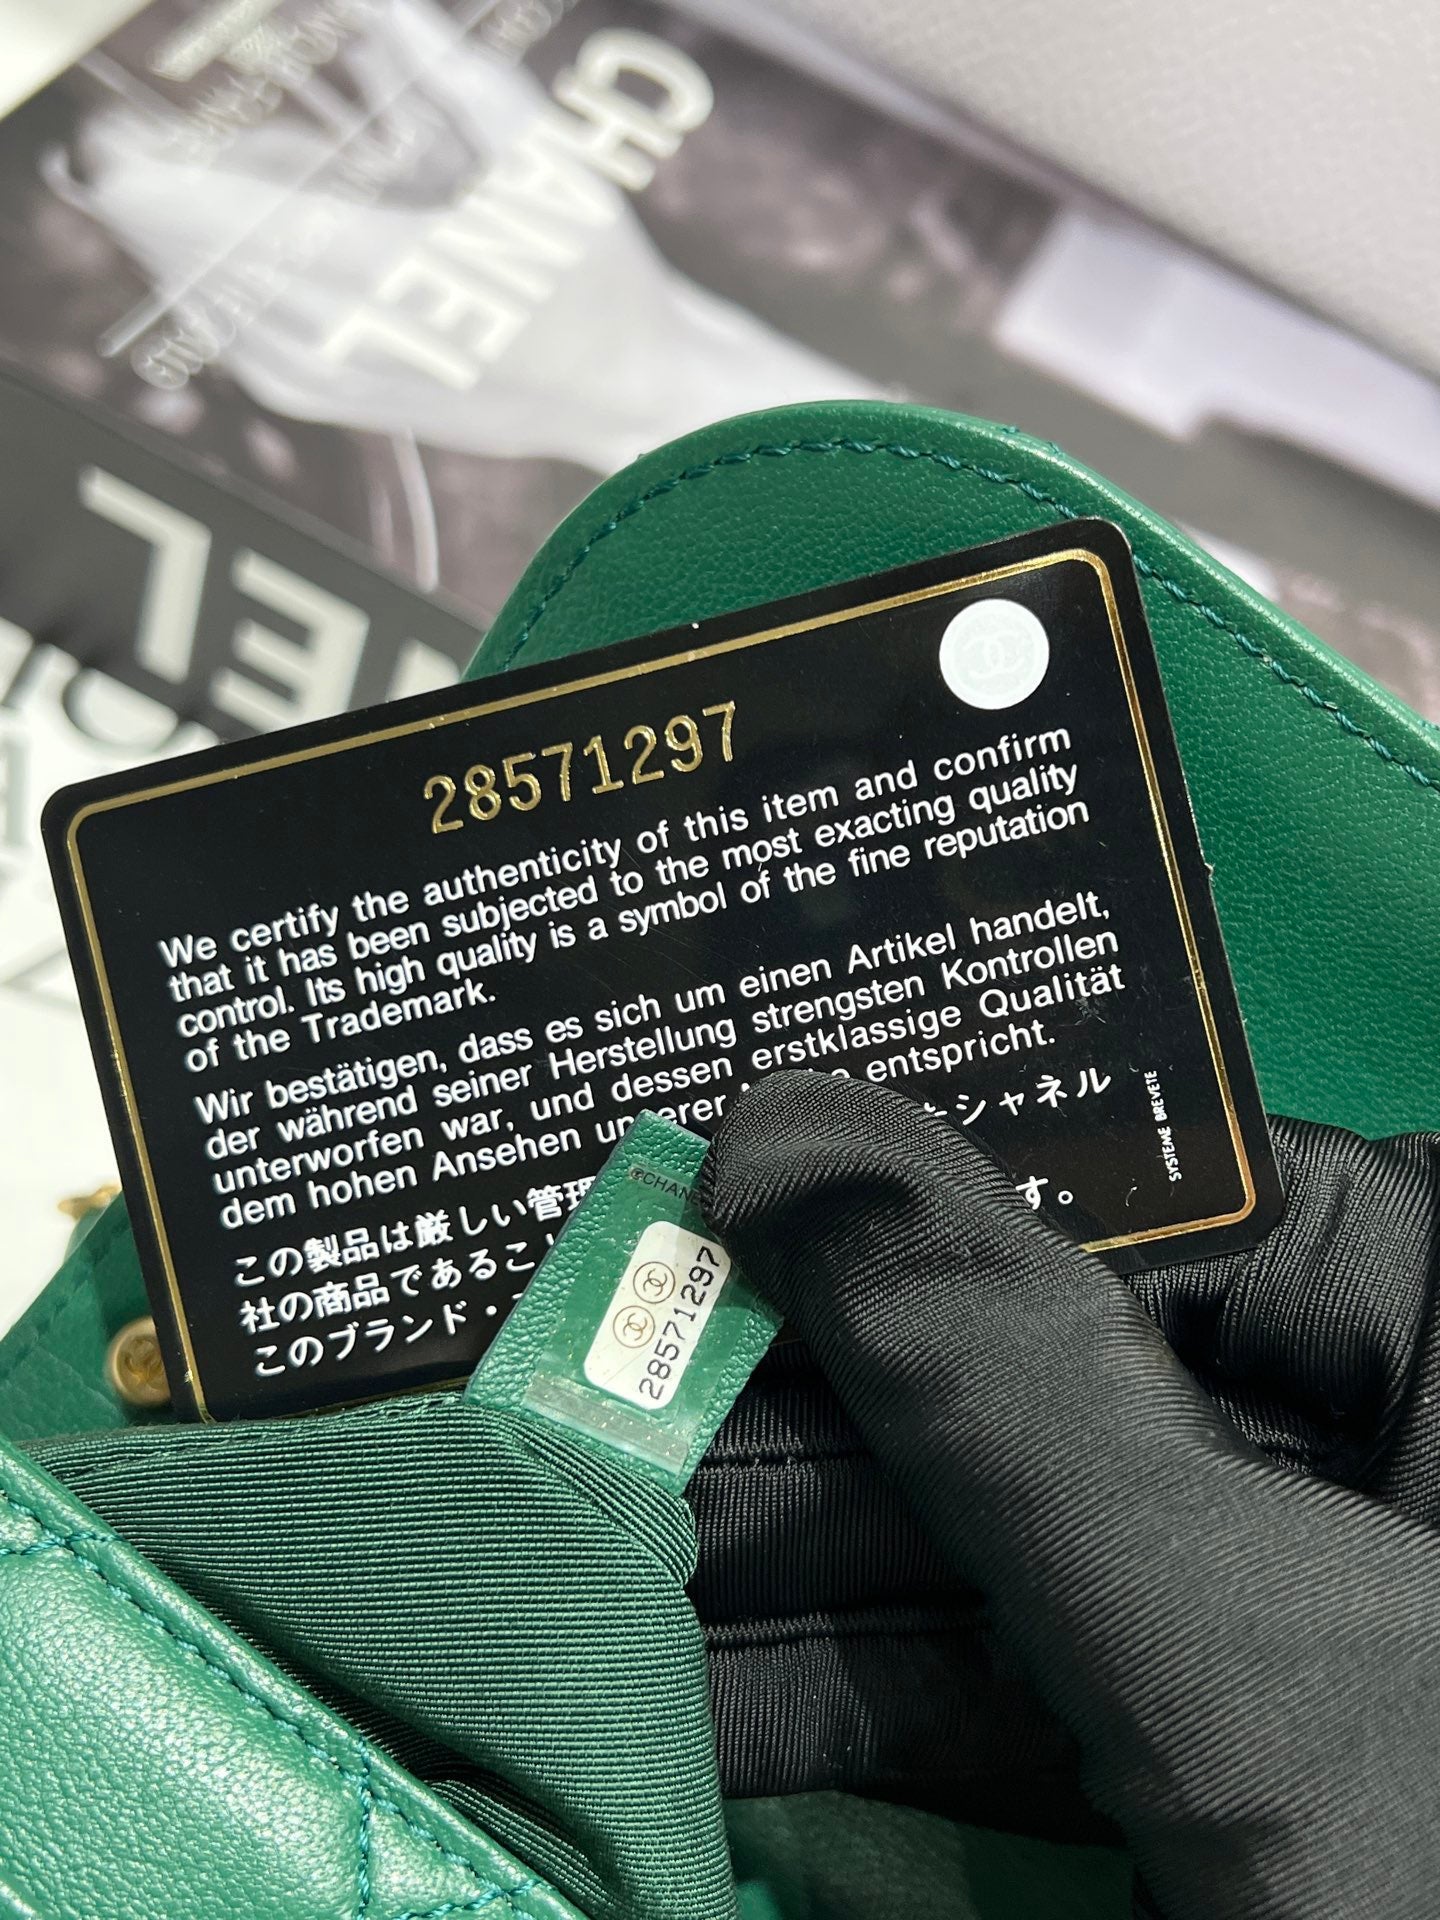 CHANEL
NEL
28571297
We certify the authenticity of this item and confirm
that it has been subjected to the most exacting quality
control. Its high quality is a symbol of the fine reputation
of the Trademark.
Wir bestätigen, dass es sich um einen Artikel handelt,
der während seiner Herstellung strengsten Kontrollen
unterworfen war, und dessen erstklassige Qualität
dem hohen Ansehen unserer entspricht.
この製品は厳しい管理 シャネル
社の商品であるこ す。
このブランド・
SYSTEME BREVETE
©CHAN
28571297